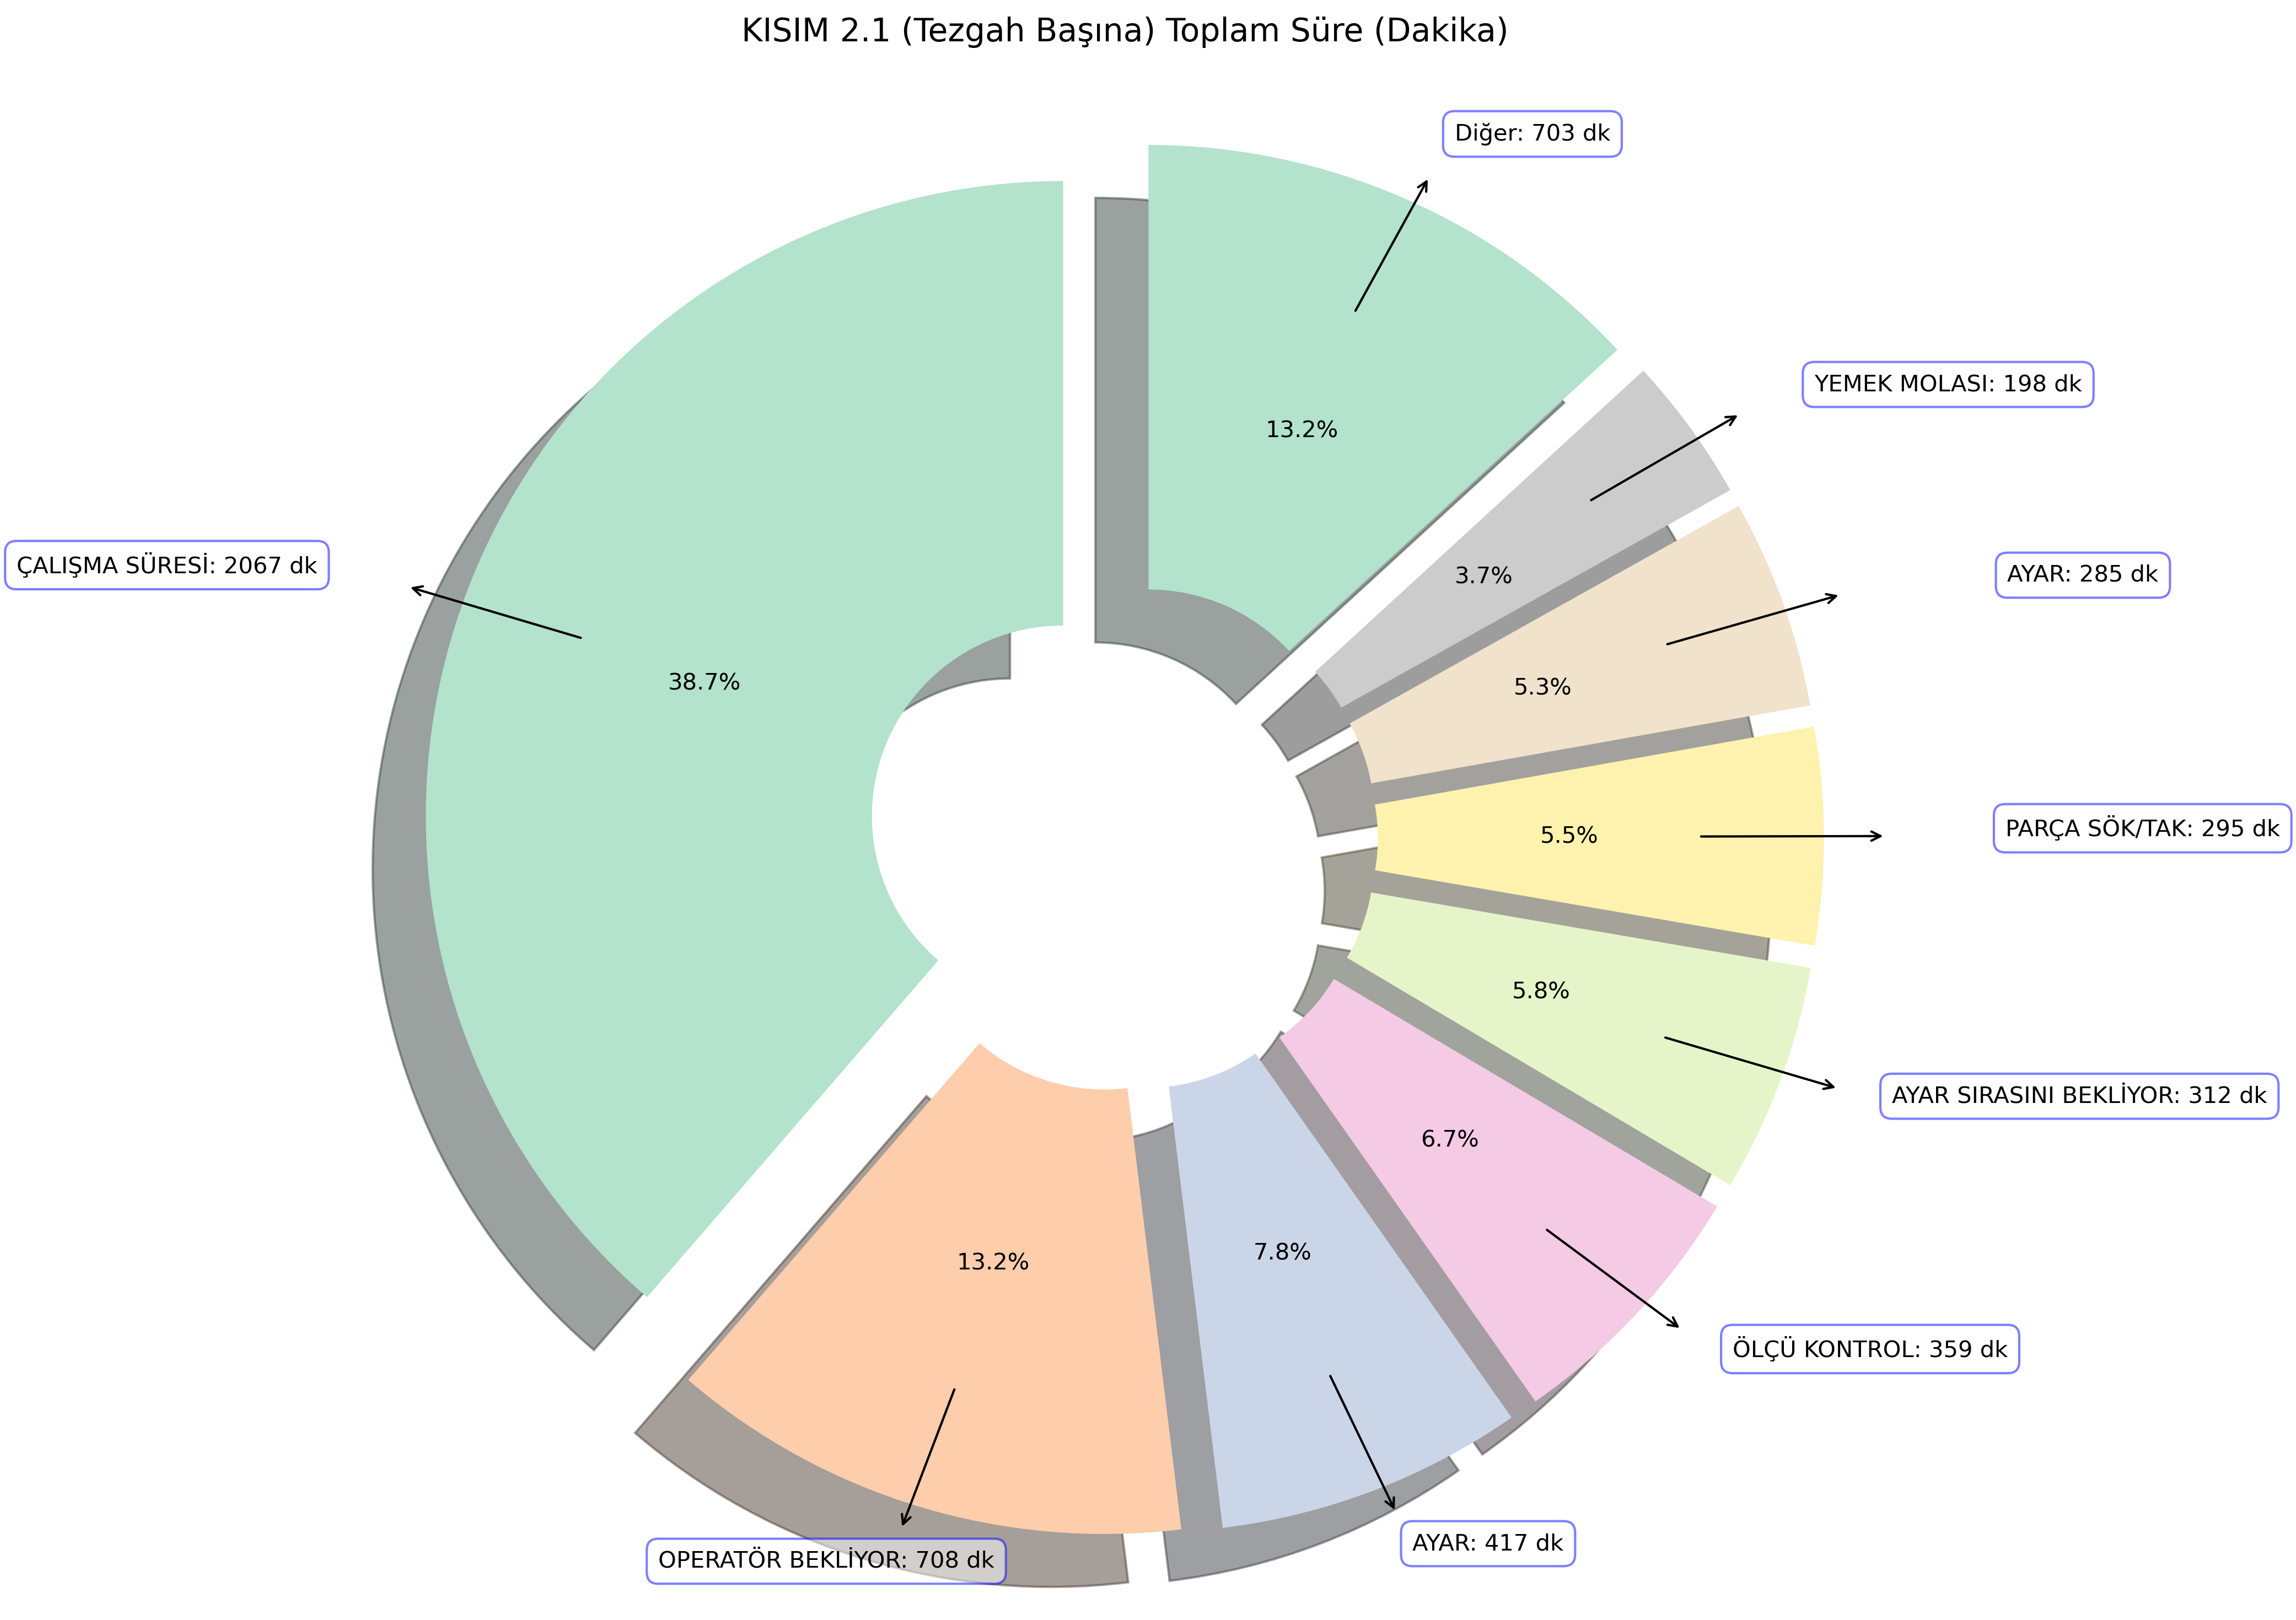 KISIM 2.1 (Tezgah Başına) Toplam Süre (Dakika)
Diğer: 703 dk
13.2%
YEMEK MOLASI: 198 dk
3.7%
AYAR: 285 dk
5.3%
PARÇA SÖK/TAK: 295 dk
5.5%
AYAR SIRASINI BEKLİYOR: 312 dk
5.8%
ÖLÇÜ KONTROL: 359 dk
6.7%
AYAR: 417 dk
7.8%
OPERATÖR BEKLİYOR: 708 dk
13.2%
ÇALIŞMA SÜRESİ: 2067 dk
38.7%